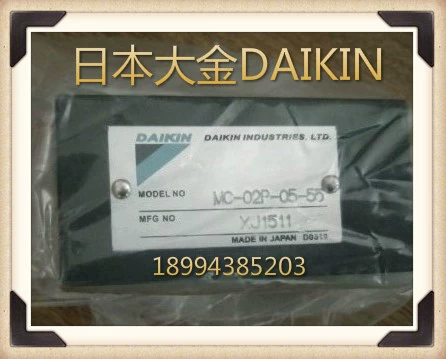 日本大金DAIKIN
DAIKIN DAIKIN INDUSTRIES. LTD.
MODEL NO MC-02P-05-55
MFG NO XJ1511
MADE IN JAPAN
18994385203